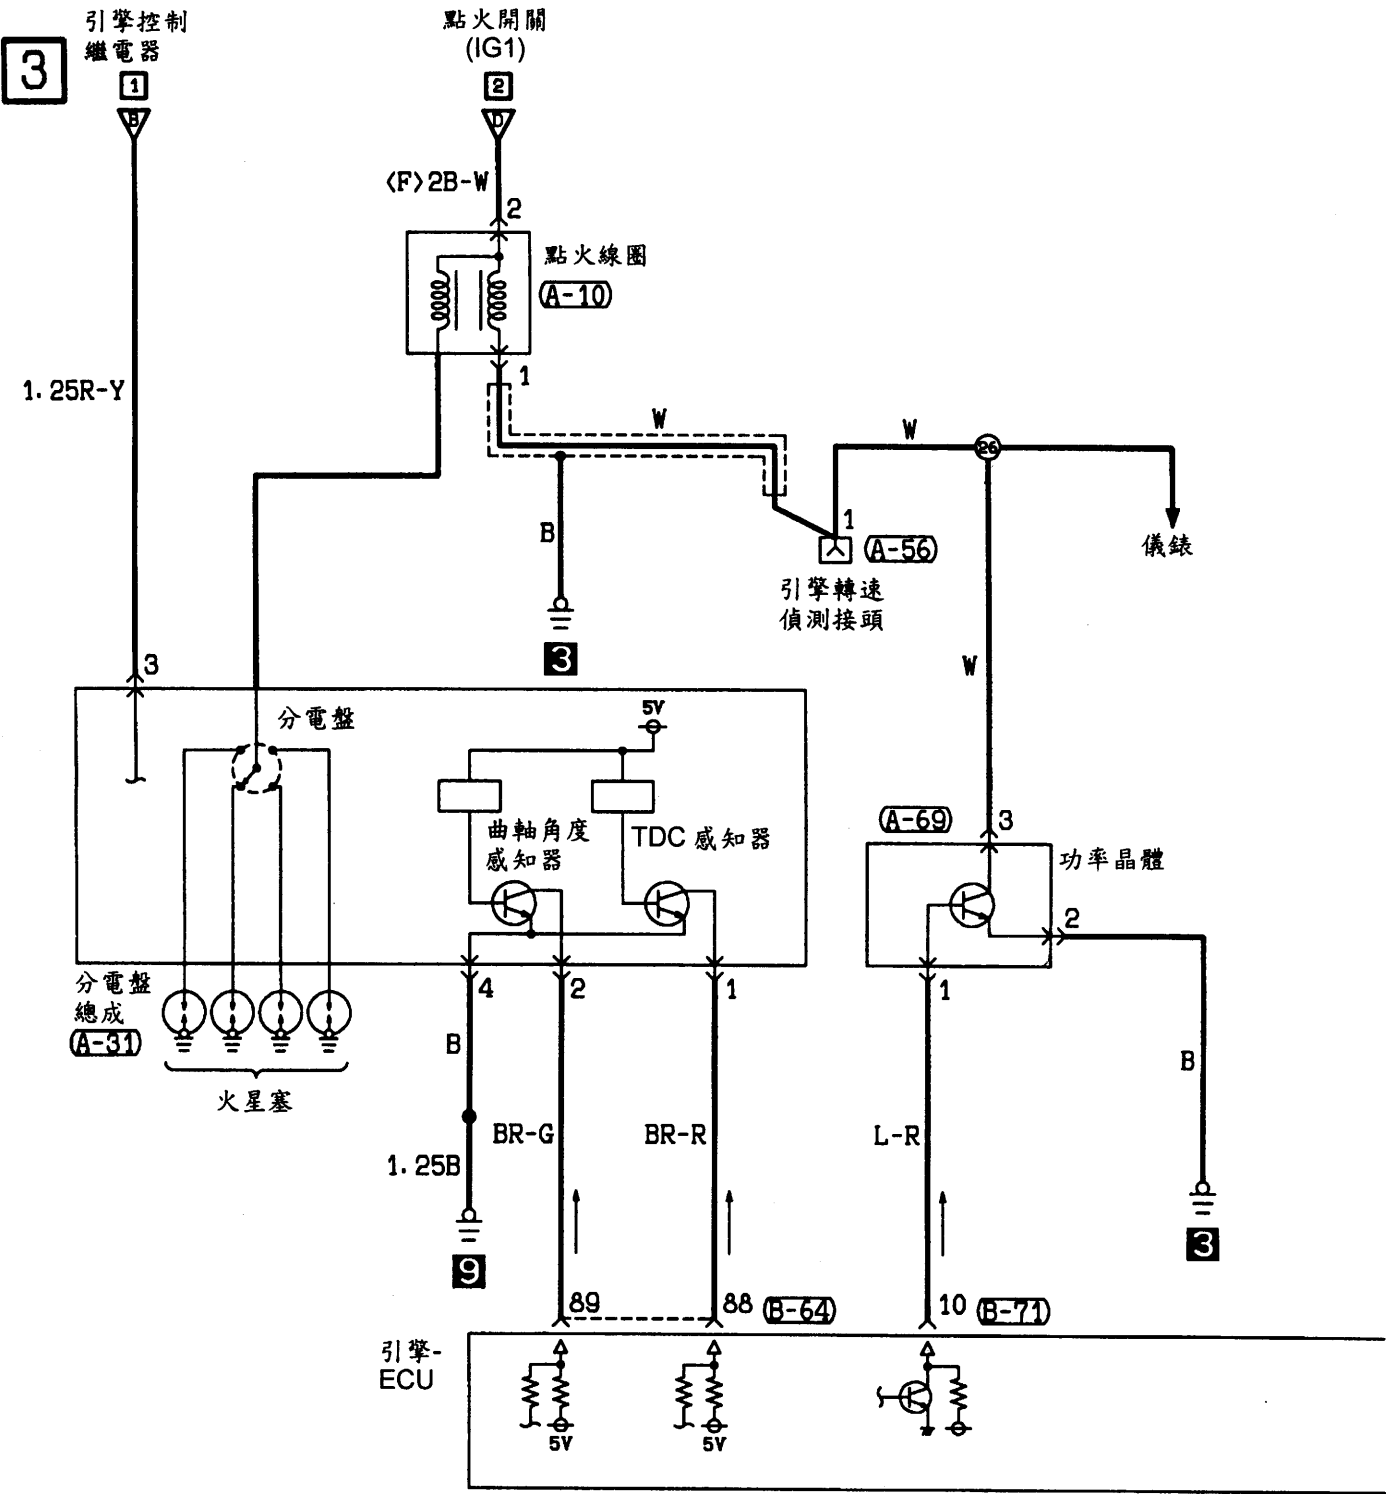 3
引擎控制
繼電器
1
B
點火開關
(IG1)
2
D
<F>2B-W
2
點火線圈
A-10
1
1.25R-Y
W
W
26
B
1
A-56
引擎轉速
偵測接頭
儀錶
3
W
3
分電盤
5V
曲軸角度
感知器
TDC 感知器
A-69
3
功率晶體
2
分電盤
總成
A-31
火星塞
4
2
1
1
B
1.25B
BR-G
BR-R
L-R
B
9
3
89
88
B-64
10
B-71
引擎-
ECU
5V
5V